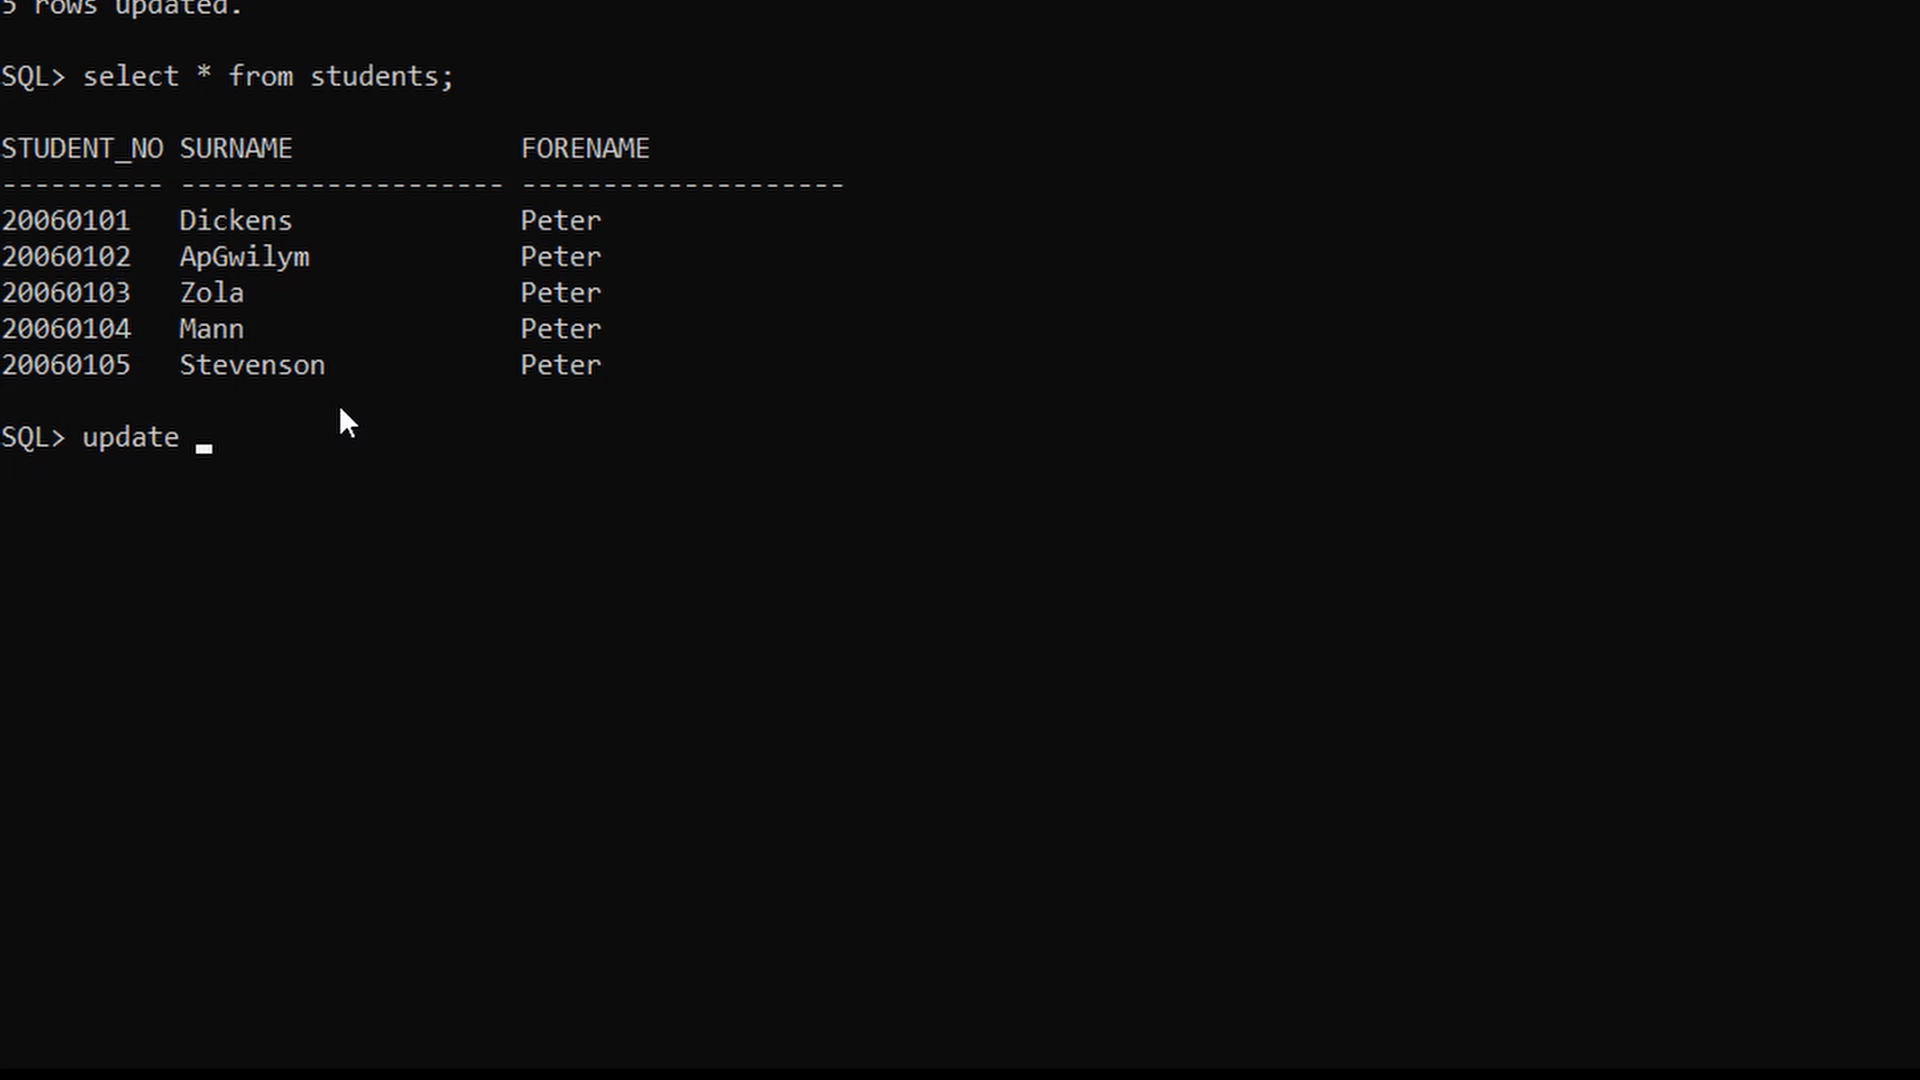 5 rows updated.
SQL> select * from students;
STUDENT_NO SURNAME              FORENAME
---------- -------------------- --------------------
20060101   Dickens              Peter
20060102   ApGwilym             Peter
20060103   Zola                 Peter
20060104   Mann                 Peter
20060105   Stevenson            Peter
SQL> update